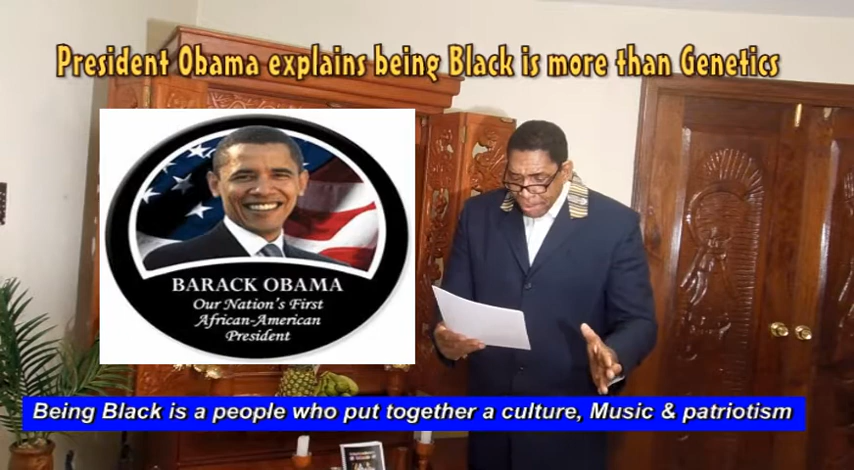 President Obama explains being Black is more than Genetics
BARACK OBAMA
Our Nation's First
African-American
President
Being Black is a people who put together a culture, Music & patriotism